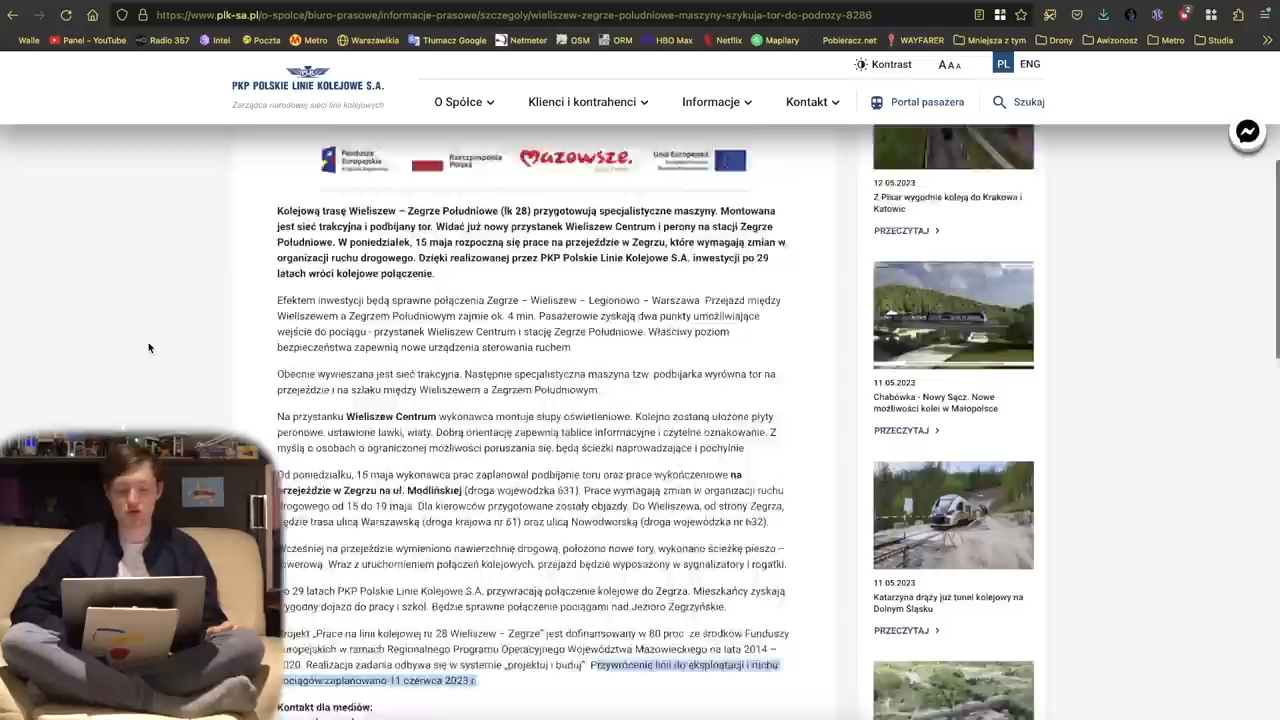 https://www.plk-sa.pl/o-spolce/biuro-prasowe/informacje-prasowe/szczegoly/wieliszew-zegrze-poludniowe-maszyny-szykuja-tor-do-podrozy-8286
Walle Panel - YouTube Radio 357 Intel Poczta Metro Warszawikia Tłumacz Google Netmeter OSM ORM HBO Max Netflix Mapilary Pobieracz.net WAYFARER Mniejsza z tym Drony Awizonosz Metro Studia
Kontrast A A A PL ENG
PKP POLSKIE LINIE KOLEJOWE S.A.
Zarządca narodowej sieci linii kolejowych
O Spółce Klienci i kontrahenci Informacje Kontakt Portal pasażera Szukaj
Fundusze Europejskie
Rzeczpospolita Polska
Mazowsze.
Unia Europejska
Kolejową trasę Wieliszew – Zegrze Południowe (lk 28) przygotowują specjalistyczne maszyny. Montowana
jest sieć trakcyjna i podbijany tor. Widać już nowy przystanek Wieliszew Centrum i perony na stacji Zegrze
Południowe. W poniedziałek, 15 maja rozpoczną się prace na przejeździe w Zegrzu, które wymagają zmian w
organizacji ruchu drogowego. Dzięki realizowanej przez PKP Polskie Linie Kolejowe S.A. inwestycji po 29
latach wróci kolejowe połączenie.
Efektem inwestycji będą sprawne połączenia Zegrze – Wieliszew – Legionowo – Warszawa Przejazd między
Wieliszewem a Zegrzem Południowym zajmie ok. 4 min. Pasażerowie zyskają dwa punkty umożliwiające
wejście do pociągu - przystanek Wieliszew Centrum i stację Zegrze Południowe. Właściwy poziom
bezpieczeństwa zapewnią nowe urządzenia sterowania ruchem
Obecnie wywieszana jest sieć trakcyjna. Następnie specjalistyczna maszyna tzw podbijarka wyrówna tor na
przejeździe i na szlaku między Wieliszewem a Zegrzem Południowym.
Na przystanku Wieliszew Centrum wykonawca montuje słupy oświetleniowe. Kolejno zostaną ułożone płyty
peronowe, ustawione ławki, wiaty. Dobrą orientację zapewnią tablice informacyjne i czytelne oznakowanie. Z
myślą o osobach o ograniczonej możliwości poruszania się, będą ścieżki naprowadzające i pochylnie
Od poniedziałku, 15 maja wykonawca prac zaplanował podbijanie toru oraz prace wykończeniowe na
przejeździe w Zegrzu na ul. Modlińskiej (droga wojewódzka 631). Prace wymagają zmian w organizacji ruchu
drogowego od 15 do 19 maja Dla kierowców przygotowane zostały objazdy. Do Wieliszewa, od strony Zegrza,
będzie trasa ulicą Warszawską (droga krajowa nr 61) oraz ulicą Nowodworską (droga wojewódzka nr 632).
Wcześniej na przejeździe wymieniono nawierzchnię drogową, położono nowe tory, wykonano ścieżkę pieszo –
rowerową Wraz z uruchomieniem połączeń kolejowych, przejazd będzie wyposażony w sygnalizatory i rogatki.
Po 29 latach PKP Polskie Linie Kolejowe S.A. przywracają połączenie kolejowe do Zegrza. Mieszkańcy zyskają
wygodny dojazd do pracy i szkół. Będzie sprawne połączenie pociągami nad Jezioro Zegrzyńskie.
Projekt „Prace na linii kolejowej nr 28 Wieliszew – Zegrze" jest dofinansowany w 80 proc ze środków Funduszy
Europejskich w ramach Regionalnego Programu Operacyjnego Województwa Mazowieckiego na lata 2014 –
2020. Realizacja zadania odbywa się w systemie „projektuj i buduj" Przywrócenie linii do eksploatacji i ruchu
pociągów zaplanowano 11 czerwca 2023 r.
Kontakt dla mediów:
12.05.2023
Z Pisar wygodnie koleją do Krakowa i
Katowic
PRZECZYTAJ
11.05.2023
Chabówka - Nowy Sącz. Nowe
możliwości kolei w Małopolsce
PRZECZYTAJ
11.05.2023
Katarzyna drąży już tunel kolejowy na
Dolnym Śląsku
PRZECZYTAJ